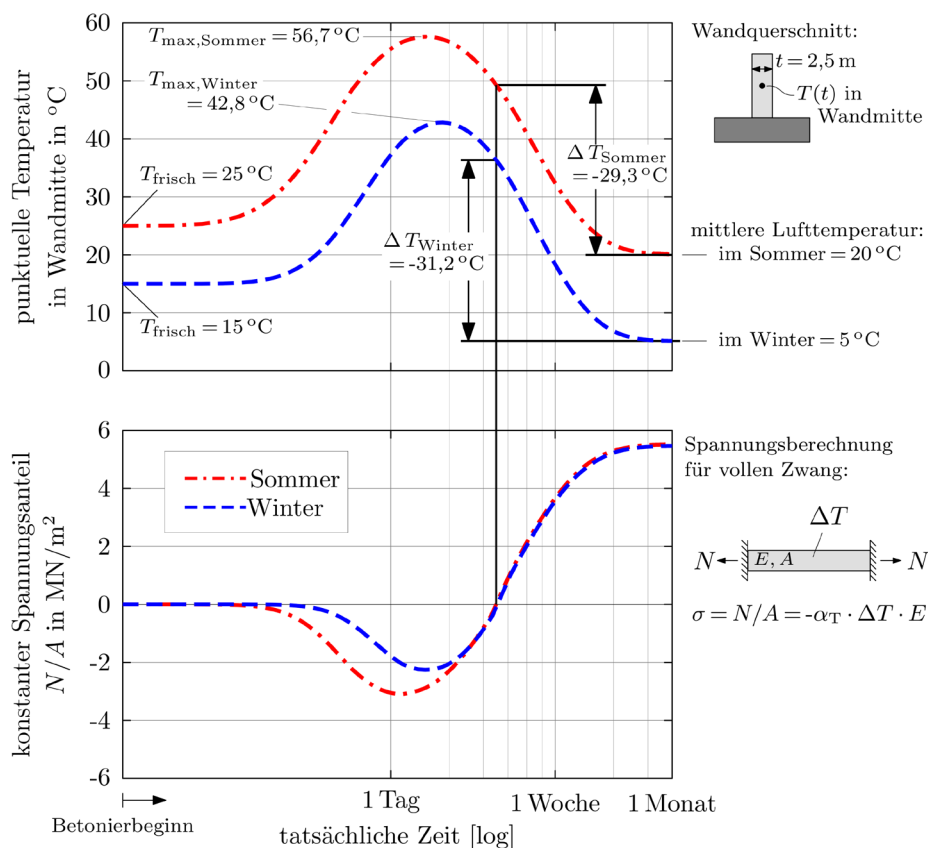 60
50
40
30
20
10
0
punktuelle Temperatur
in Wandmitte in °C
T_max,Sommer = 56,7 °C
T_max,Winter
= 42,8 °C
T_frisch = 25 °C
T_frisch = 15 °C
Δ T_Sommer
= -29,3 °C
Δ T_Winter
= -31,2 °C
Wandquerschnitt:
t = 2,5 m
T(t) in
Wandmitte
mittlere Lufttemperatur:
im Sommer = 20 °C
im Winter = 5 °C
6
4
2
0
-2
-4
-6
konstanter Spannungsanteil
N/A in MN/m²
Sommer
Winter
Spannungsberechnung
für vollen Zwang:
ΔT
N
E, A
N
σ = N/A = -α_T · ΔT · E
1 Tag
1 Woche
1 Monat
Betonierbeginn
tatsächliche Zeit [log]